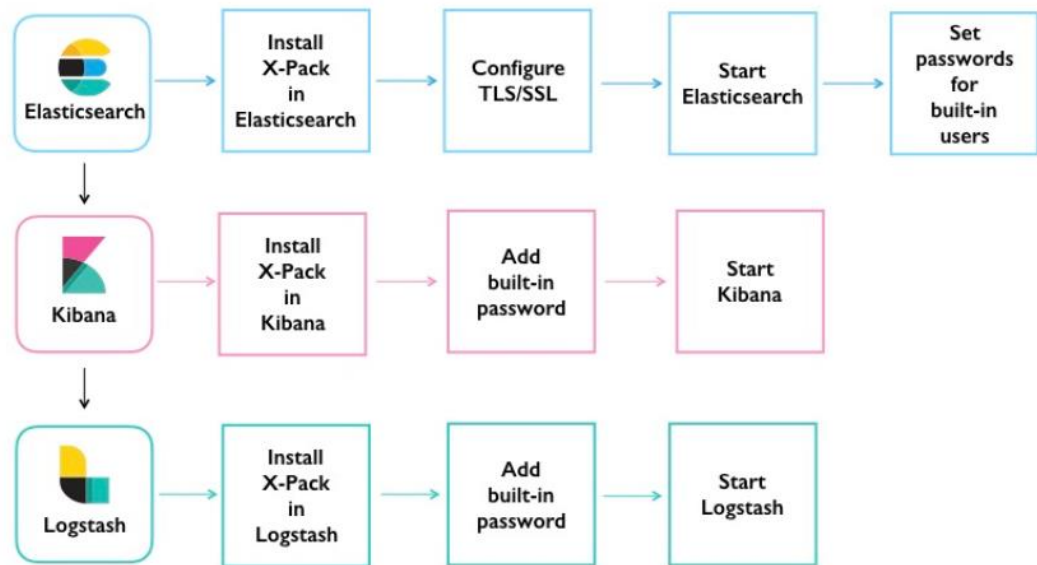 Elasticsearch
Install
X-Pack
in
Elasticsearch
Configure
TLS/SSL
Start
Elasticsearch
Set
passwords
for
built-in
users
Kibana
Install
X-Pack
in
Kibana
Add
built-in
password
Start
Kibana
Logstash
Install
X-Pack
in
Logstash
Add
built-in
password
Start
Logstash